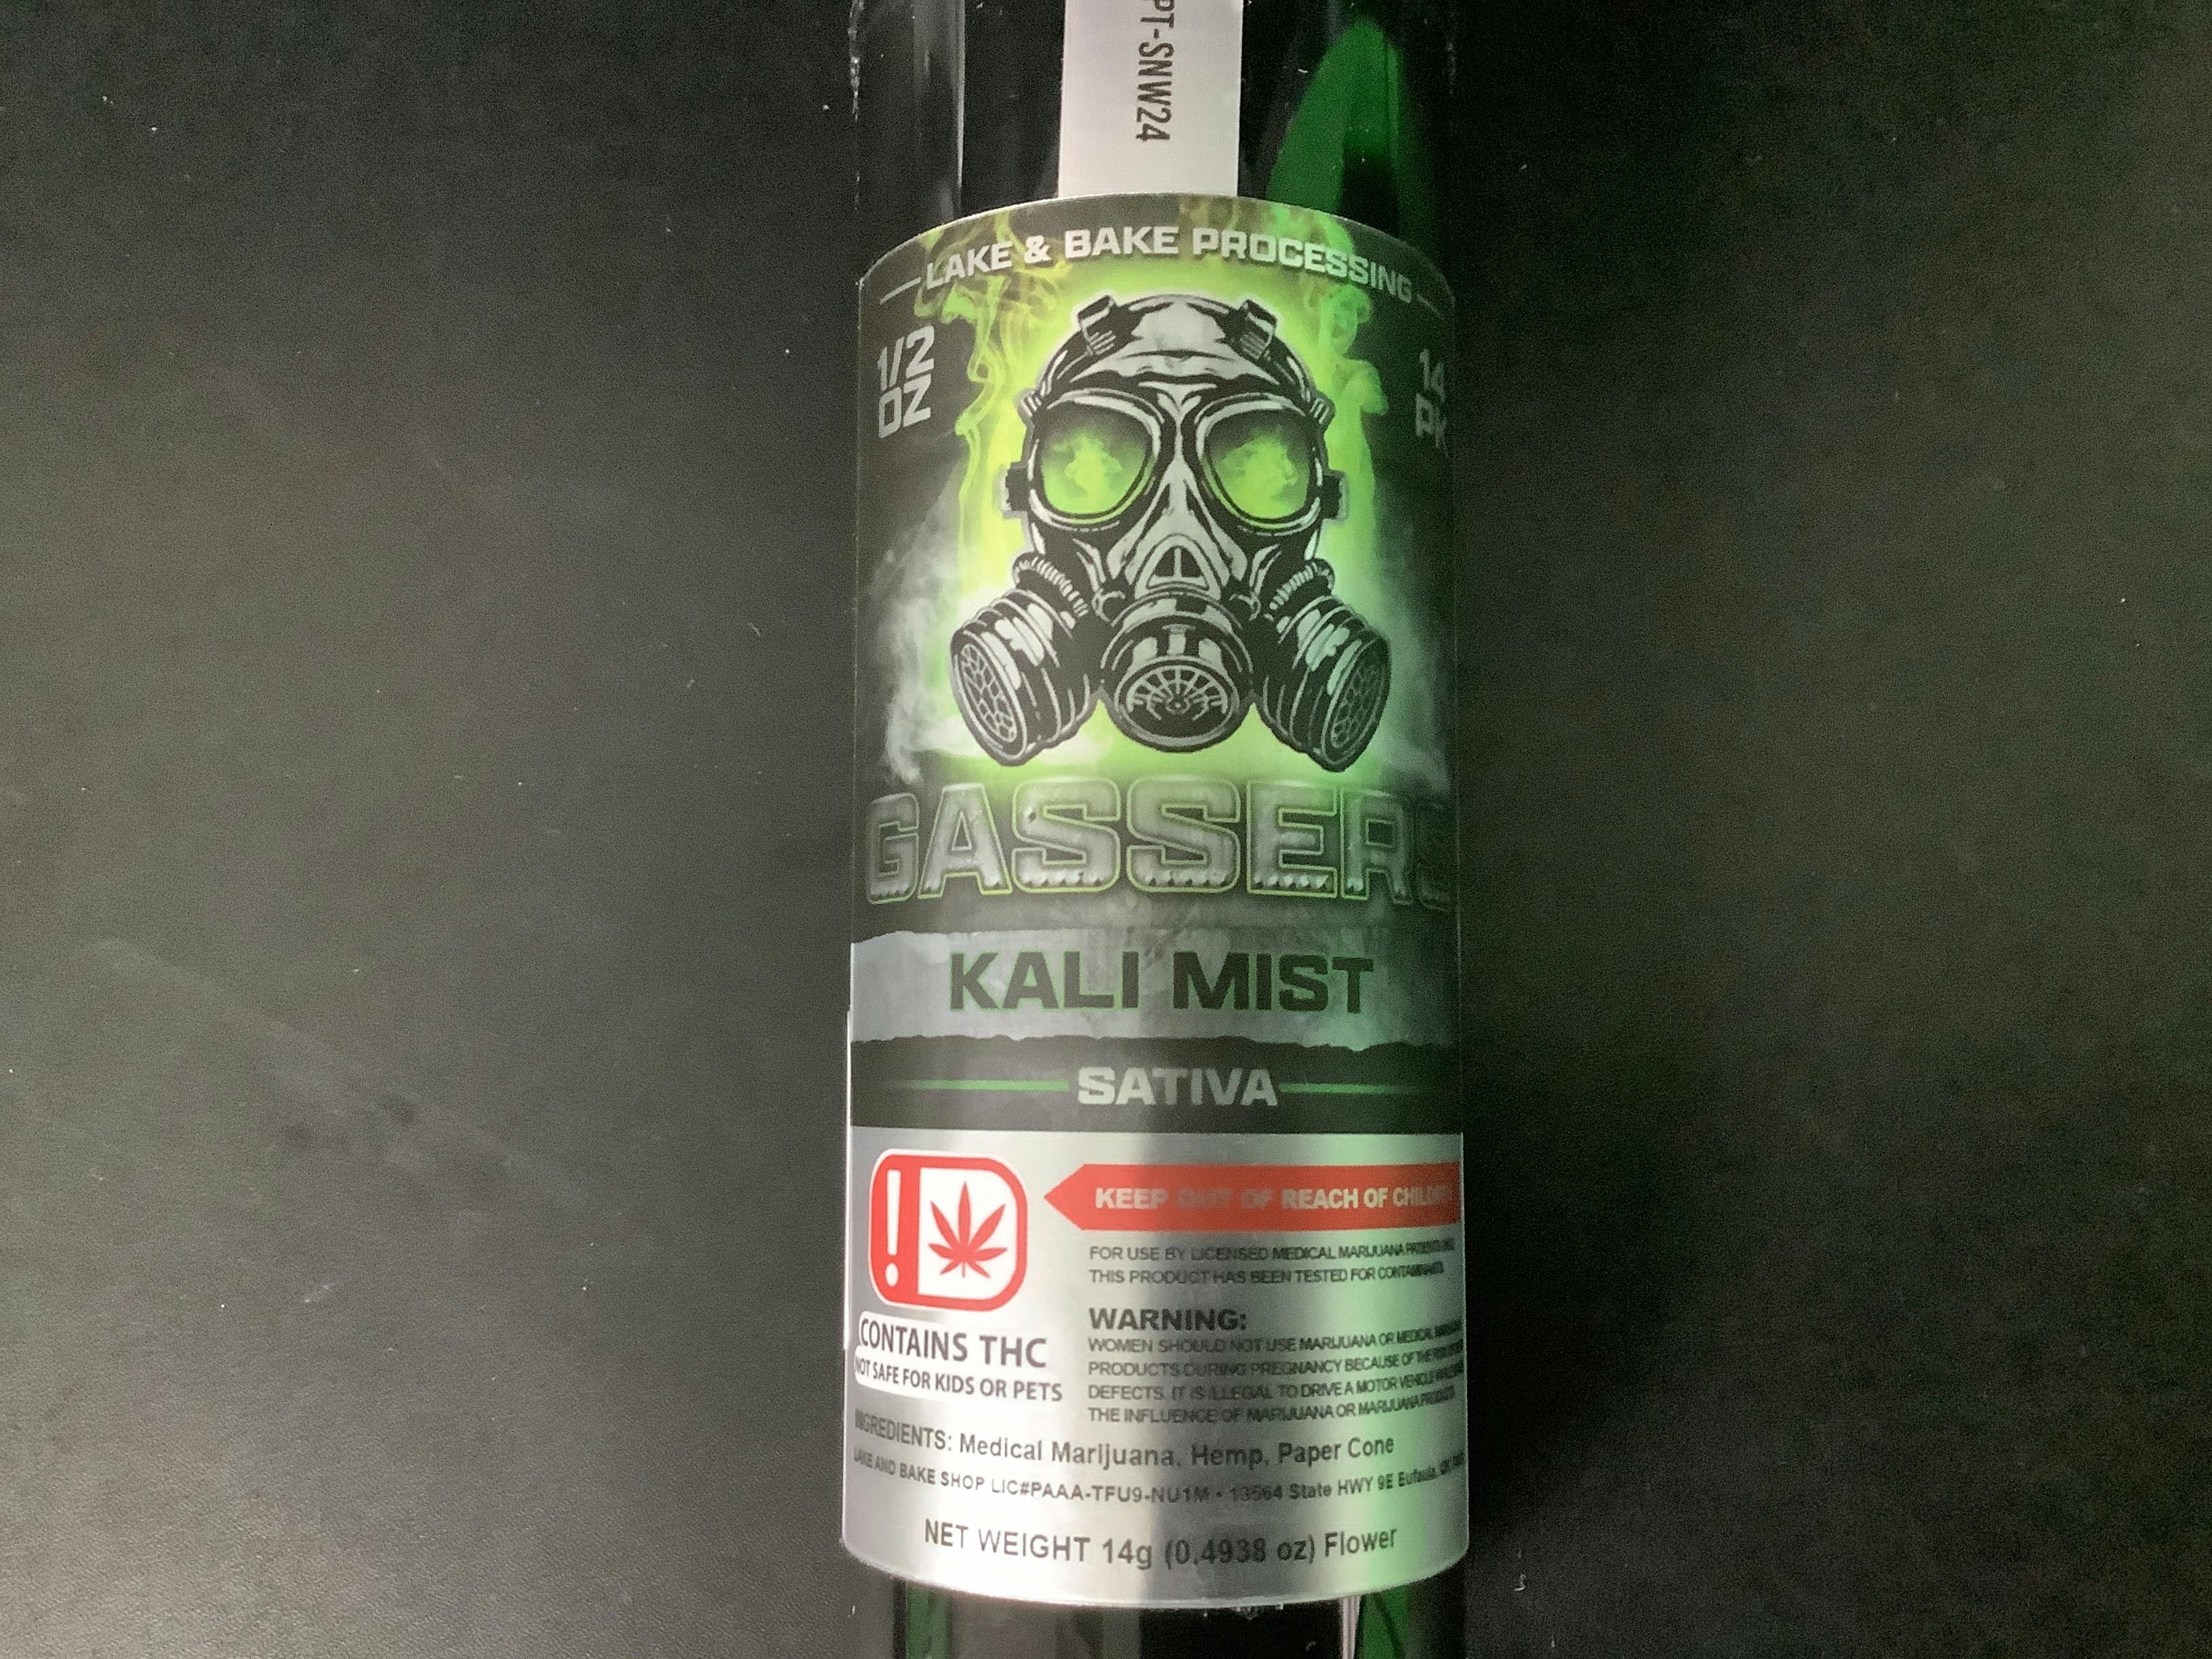 PT-SNW24
LAKE & BAKE PROCESSING
1/2
OZ
14
PK
GASSERS
KALI MIST
SATIVA
KEEP OUT OF REACH OF CHILDREN
FOR USE BY LICENSED MEDICAL MARIJUANA PATIENTS ONLY
THIS PRODUCT HAS BEEN TESTED FOR CONTAMINANTS
WARNING:
WOMEN SHOULD NOT USE MARIJUANA OR MEDICAL MARIJUANA
PRODUCTS DURING PREGNANCY BECAUSE OF THE RISK OF BIRTH
DEFECTS. IT IS ILLEGAL TO DRIVE A MOTOR VEHICLE WHILE UNDER
THE INFLUENCE OF MARIJUANA OR MARIJUANA PRODUCTS
CONTAINS THC
NOT SAFE FOR KIDS OR PETS
INGREDIENTS: Medical Marijuana, Hemp, Paper Cone
LAKE AND BAKE SHOP LIC#PAAA-TFU9-NU1M • 13564 State HWY 9E Eufaula, OK
NET WEIGHT 14g (0.4938 oz) Flower